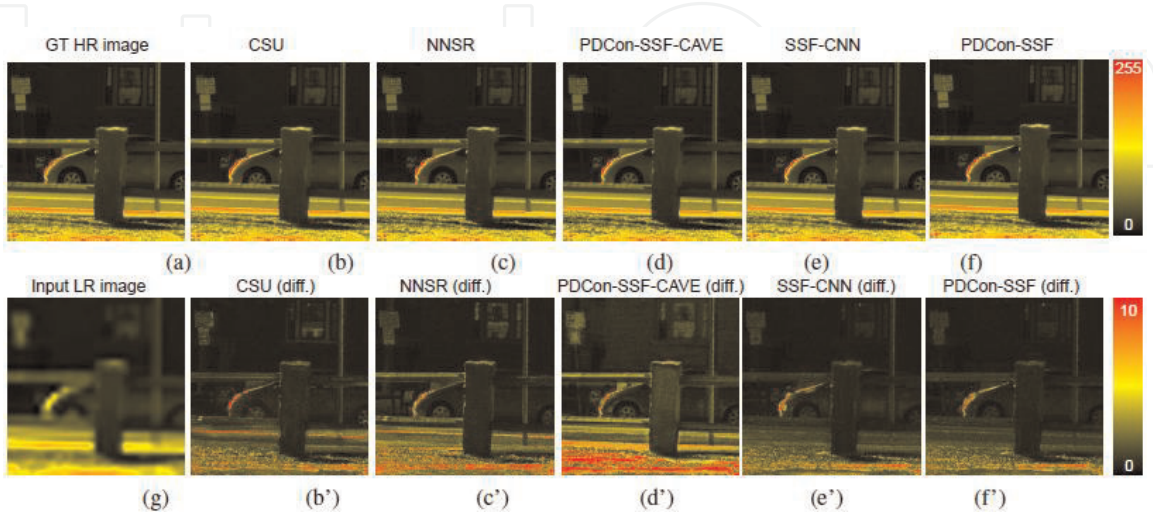 GT HR image CSU NNSR PDCon-SSF-CAVE SSF-CNN PDCon-SSF
255
0
(a) (b) (c) (d) (e) (f)
Input LR image CSU (diff.) NNSR (diff.) PDCon-SSF-CAVE (diff.) SSF-CNN (diff.) PDCon-SSF (diff.)
10
0
(g) (b') (c') (d') (e') (f')